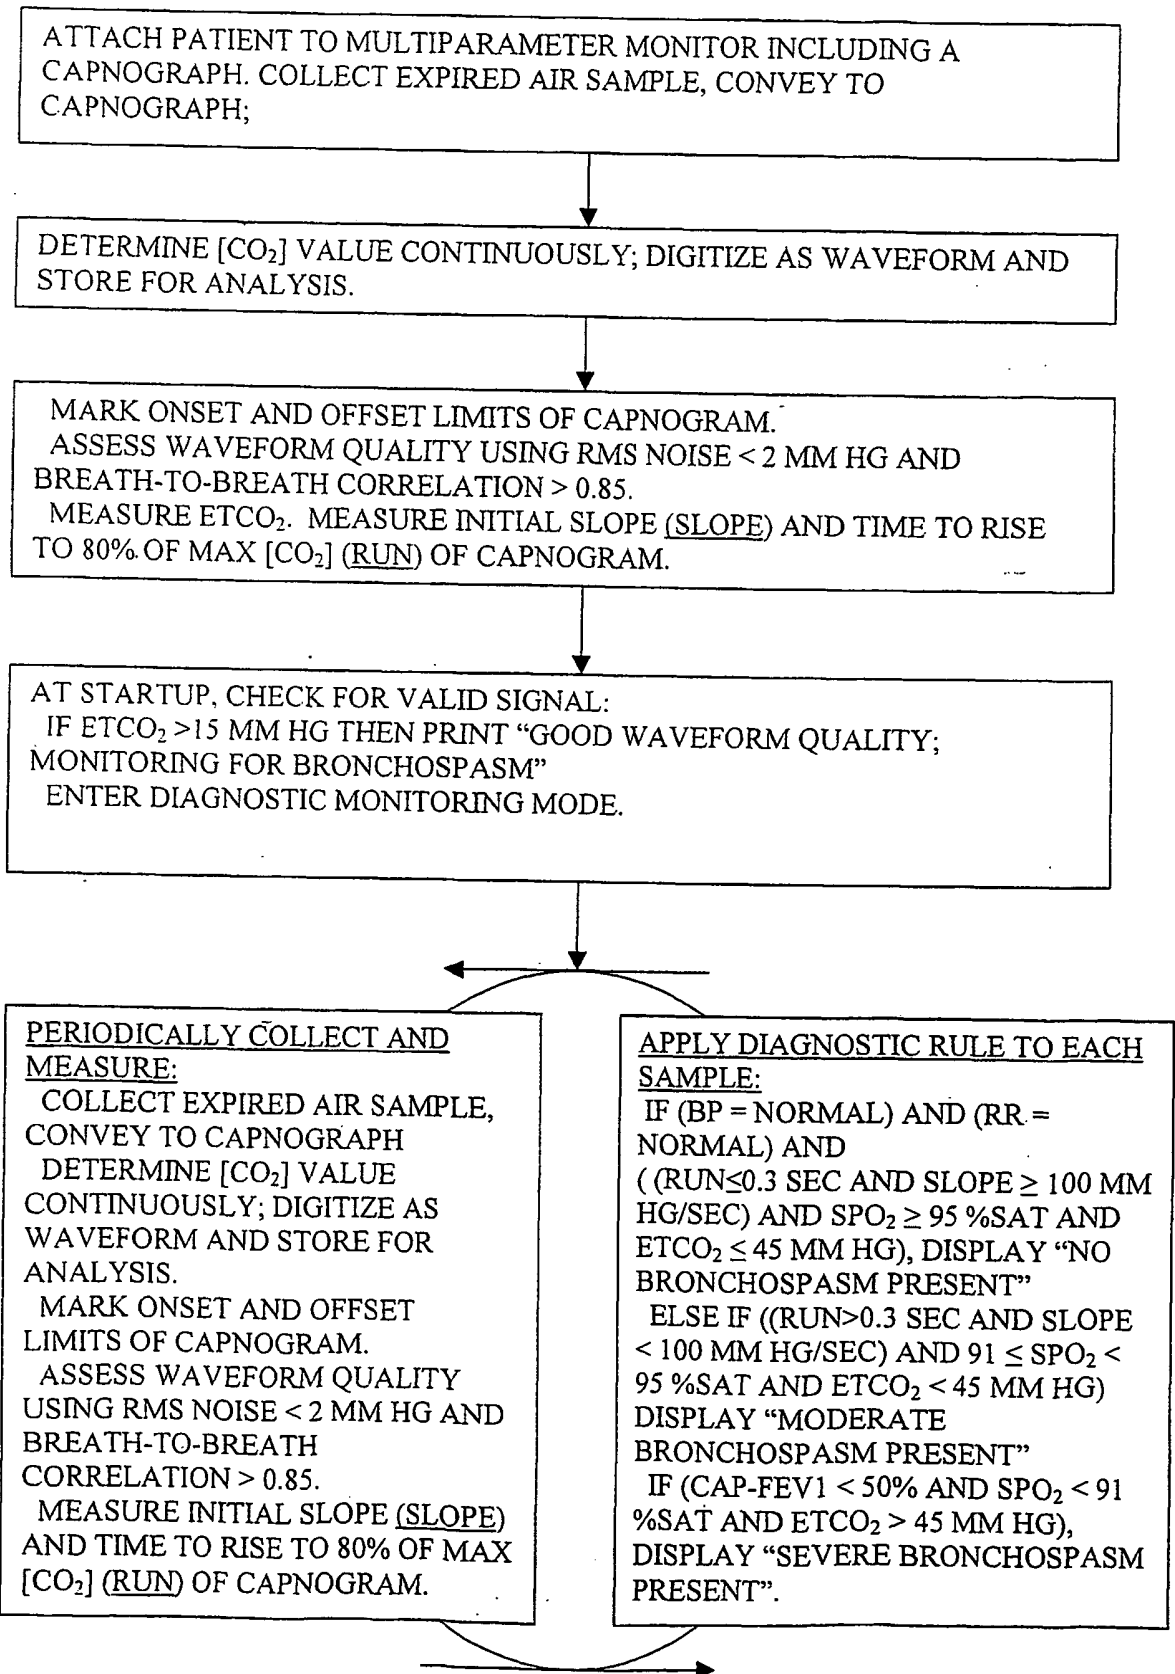 ATTACH PATIENT TO MULTIPARAMETER MONITOR INCLUDING A
CAPNOGRAPH. COLLECT EXPIRED AIR SAMPLE, CONVEY TO
CAPNOGRAPH;
DETERMINE [CO₂] VALUE CONTINUOUSLY; DIGITIZE AS WAVEFORM AND
STORE FOR ANALYSIS.
MARK ONSET AND OFFSET LIMITS OF CAPNOGRAM.
ASSESS WAVEFORM QUALITY USING RMS NOISE < 2 MM HG AND
BREATH-TO-BREATH CORRELATION > 0.85.
MEASURE ETCO₂. MEASURE INITIAL SLOPE (SLOPE) AND TIME TO RISE
TO 80% OF MAX [CO₂] (RUN) OF CAPNOGRAM.
AT STARTUP, CHECK FOR VALID SIGNAL:
IF ETCO₂ >15 MM HG THEN PRINT “GOOD WAVEFORM QUALITY;
MONITORING FOR BRONCHOSPASM”
ENTER DIAGNOSTIC MONITORING MODE.
PERIODICALLY COLLECT AND
MEASURE:
COLLECT EXPIRED AIR SAMPLE,
CONVEY TO CAPNOGRAPH
DETERMINE [CO₂] VALUE
CONTINUOUSLY; DIGITIZE AS
WAVEFORM AND STORE FOR
ANALYSIS.
MARK ONSET AND OFFSET
LIMITS OF CAPNOGRAM.
ASSESS WAVEFORM QUALITY
USING RMS NOISE < 2 MM HG AND
BREATH-TO-BREATH
CORRELATION > 0.85.
MEASURE INITIAL SLOPE (SLOPE)
AND TIME TO RISE TO 80% OF MAX
[CO₂] (RUN) OF CAPNOGRAM.
APPLY DIAGNOSTIC RULE TO EACH
SAMPLE:
IF (BP = NORMAL) AND (RR =
NORMAL) AND
( (RUN≤0.3 SEC AND SLOPE ≥ 100 MM
HG/SEC) AND SPO₂ ≥ 95 %SAT AND
ETCO₂ ≤ 45 MM HG), DISPLAY “NO
BRONCHOSPASM PRESENT”
ELSE IF ((RUN>0.3 SEC AND SLOPE
< 100 MM HG/SEC) AND 91 ≤ SPO₂ <
95 %SAT AND ETCO₂ < 45 MM HG)
DISPLAY “MODERATE
BRONCHOSPASM PRESENT”
IF (CAP-FEV1 < 50% AND SPO₂ < 91
%SAT AND ETCO₂ > 45 MM HG),
DISPLAY “SEVERE BRONCHOSPASM
PRESENT”.